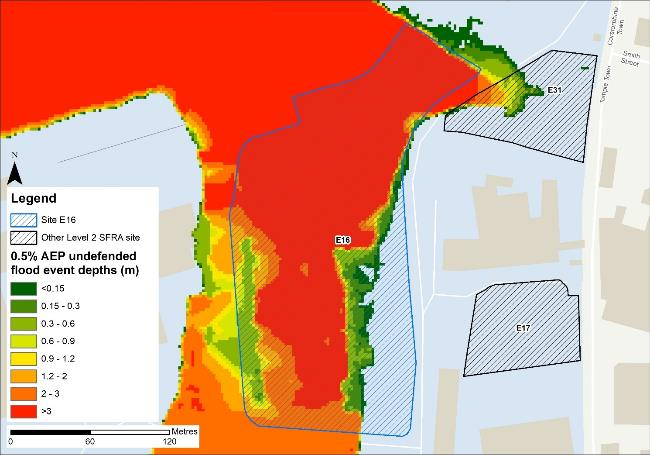 Smith
Street
E31
N
Legend
Site E16
Other Level 2 SFRA site
0.5% AEP undefended
flood event depths (m)
<0.15
0.15 - 0.3
0.3 - 0.6
0.6 - 0.9
0.9 - 1.2
1.2 - 2
2 - 3
>3
Metres
0 60 120
E16
E17